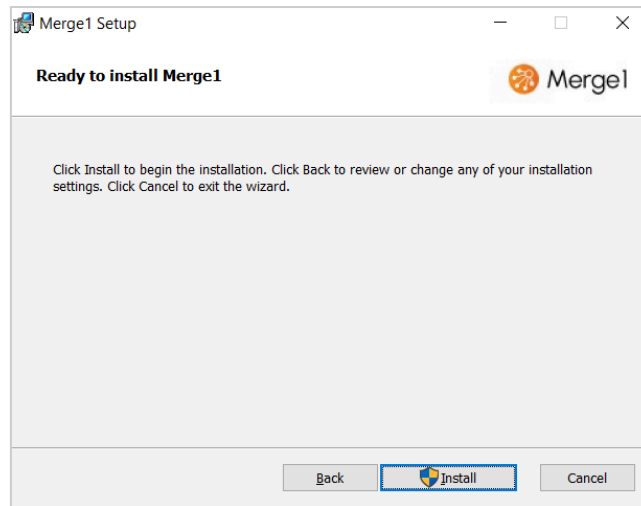 Merge1 Setup
Ready to install Merge1
Merge1
Click Install to begin the installation. Click Back to review or change any of your installation
settings. Click Cancel to exit the wizard.
Back
Install
Cancel